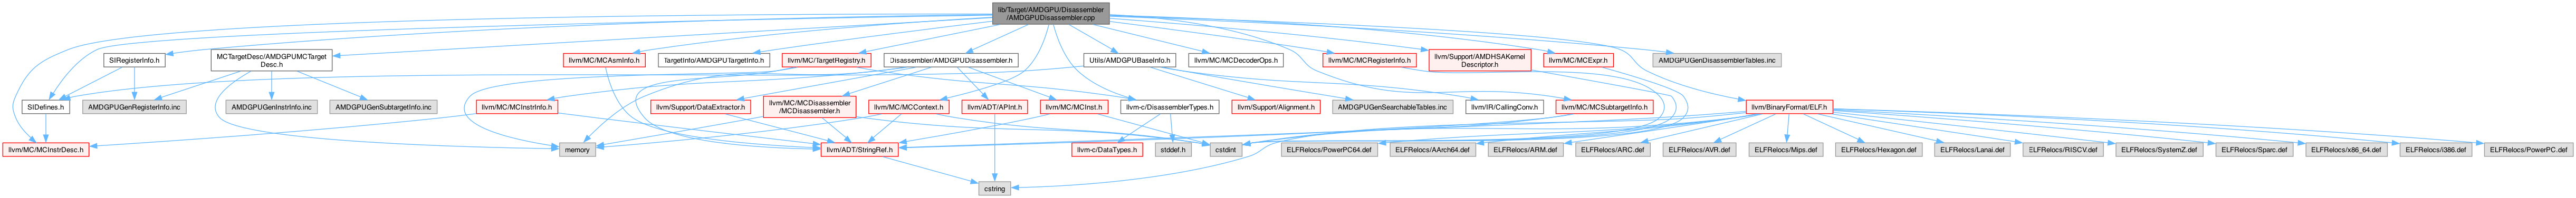 lib/Target/AMDGPU/Disassembler
/AMDGPUDisassembler.cpp
SIRegisterInfo.h
MCTargetDesc/AMDGPUMCTarget
Desc.h
llvm/MC/MCAsmInfo.h
TargetInfo/AMDGPUTargetInfo.h
llvm/MC/TargetRegistry.h
Disassembler/AMDGPUDisassembler.h
Utils/AMDGPUBaseInfo.h
llvm/MC/MCDecoderOps.h
llvm/MC/MCRegisterInfo.h
llvm/Support/AMDHSAKernel
Descriptor.h
llvm/MC/MCExpr.h
AMDGPUGenDisassemblerTables.inc
SIDefines.h
AMDGPUGenRegisterInfo.inc
AMDGPUGenInstrInfo.inc
AMDGPUGenSubtargetInfo.inc
llvm/MC/MCInstrInfo.h
llvm/Support/DataExtractor.h
llvm/MC/MCDisassembler
/MCDisassembler.h
llvm/MC/MCContext.h
llvm/ADT/APInt.h
llvm/MC/MCInst.h
llvm-c/DisassemblerTypes.h
llvm/Support/Alignment.h
AMDGPUGenSearchableTables.inc
llvm/IR/CallingConv.h
llvm/MC/MCSubtargetInfo.h
llvm/BinaryFormat/ELF.h
llvm/MC/MCInstrDesc.h
memory
llvm/ADT/StringRef.h
llvm-c/DataTypes.h
stddef.h
cstdint
ELFRelocs/PowerPC64.def
ELFRelocs/AArch64.def
ELFRelocs/ARM.def
ELFRelocs/ARC.def
ELFRelocs/AVR.def
ELFRelocs/Mips.def
ELFRelocs/Hexagon.def
ELFRelocs/Lanai.def
ELFRelocs/RISCV.def
ELFRelocs/SystemZ.def
ELFRelocs/Sparc.def
ELFRelocs/x86_64.def
ELFRelocs/i386.def
ELFRelocs/PowerPC.def
cstring